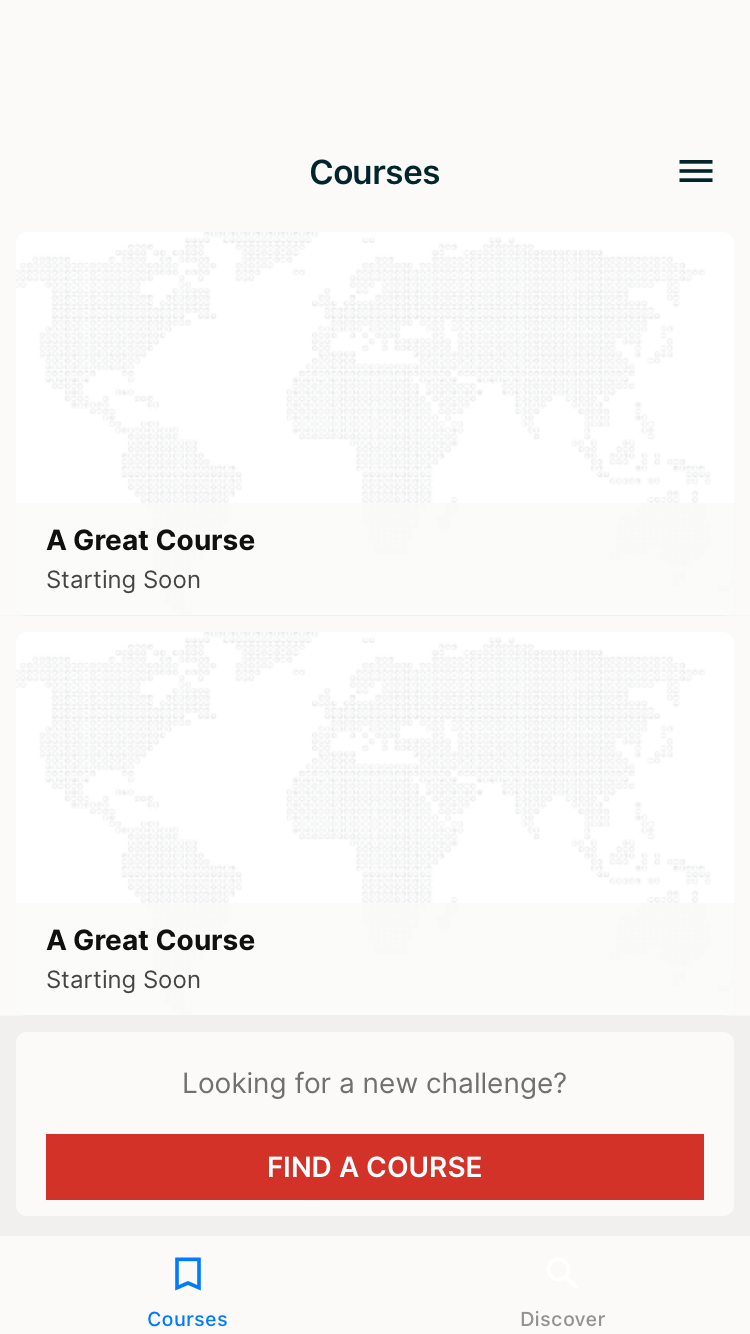 Courses
A Great Course
Starting Soon
A Great Course
Starting Soon
Looking for a new challenge?
FIND A COURSE
Courses
Discover